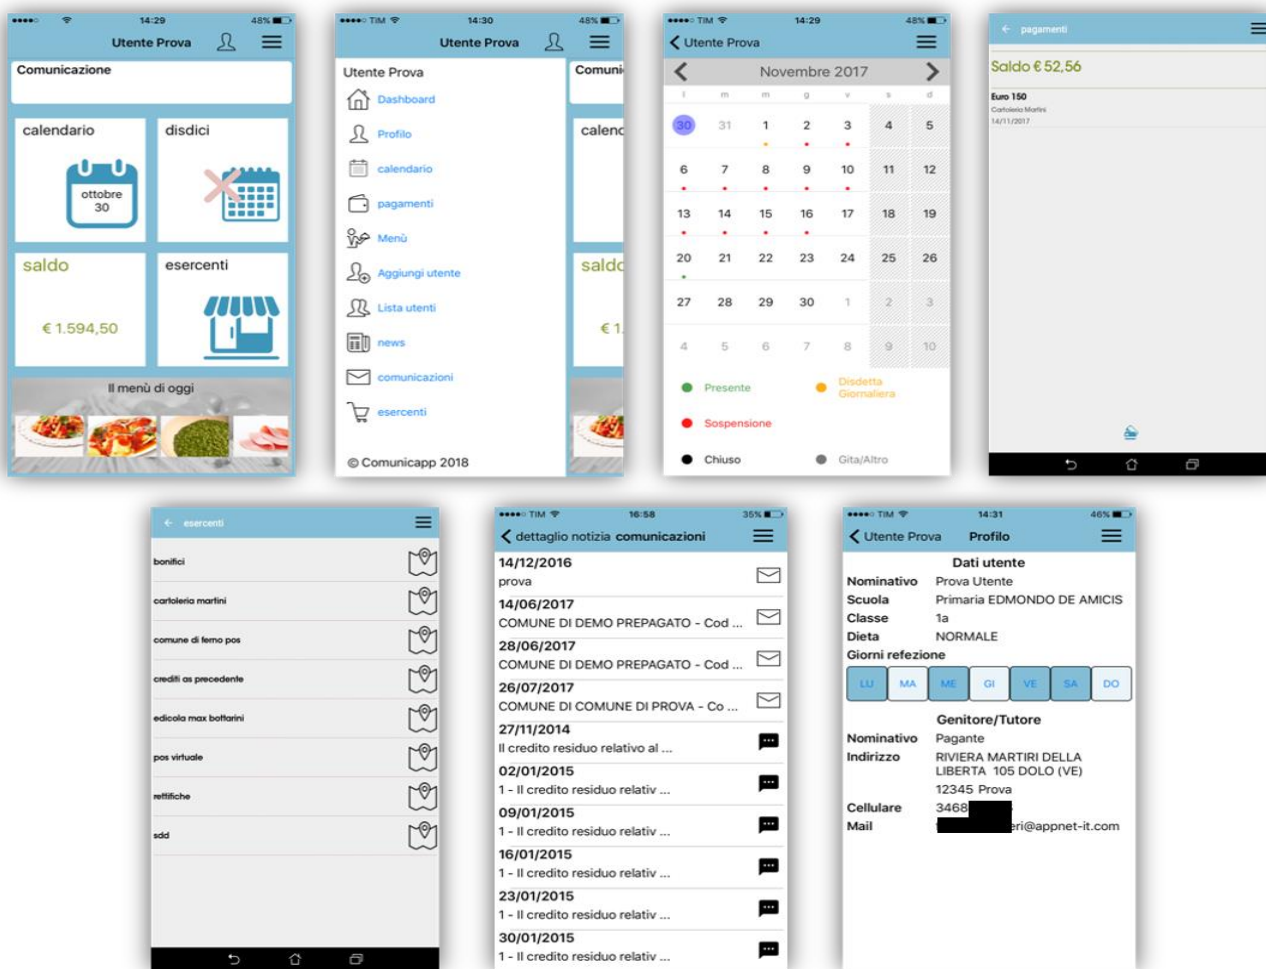 14:29 48%
Utente Prova
Comunicazione
calendario disdici
ottobre
30
saldo esercenti
€ 1.594,50
Il menù di oggi
TIM 14:30 48%
Utente Prova
Utente Prova
Dashboard
Profilo
calendario
pagamenti
Menù
Aggiungi utente
Lista utenti
news
comunicazioni
esercenti
© Comunicapp 2018
Comuni
calend
saldo
€ 1.
TIM 14:29 48%
Utente Prova
Novembre 2017
l m m g v s d
30 31 1 2 3 4 5
6 7 8 9 10 11 12
13 14 15 16 17 18 19
20 21 22 23 24 25 26
27 28 29 30 1 2 3
4 5 6 7 8 9 10
Presente Disdetta
Giornaliera
Sospensione
Chiuso Gita/Altro
pagamenti
Saldo € 52,56
Euro 150
Cartoleria Martini
14/11/2017
esercenti
bonifici
cartoleria martini
comune di ferno pos
crediti as precedente
edicola max bottarini
pos virtuale
rettifiche
sdd
TIM 16:58 35%
dettaglio notizia comunicazioni
14/12/2016
prova
14/06/2017
COMUNE DI DEMO PREPAGATO - Cod ...
28/06/2017
COMUNE DI DEMO PREPAGATO - Cod ...
26/07/2017
COMUNE DI COMUNE DI PROVA - Co ...
27/11/2014
Il credito residuo relativo al ...
02/01/2015
1 - Il credito residuo relativ ...
09/01/2015
1 - Il credito residuo relativ ...
16/01/2015
1 - Il credito residuo relativ ...
23/01/2015
1 - Il credito residuo relativ ...
30/01/2015
1 - Il credito residuo relativ ...
TIM 14:31 46%
Utente Prova Profilo
Dati utente
Nominativo Prova Utente
Scuola Primaria EDMONDO DE AMICIS
Classe 1a
Dieta NORMALE
Giorni refezione
LU MA ME GI VE SA DO
Genitore/Tutore
Nominativo Pagante
Indirizzo RIVIERA MARTIRI DELLA
LIBERTA 105 DOLO (VE)
12345 Prova
Cellulare 3468
Mail eri@appnet-it.com